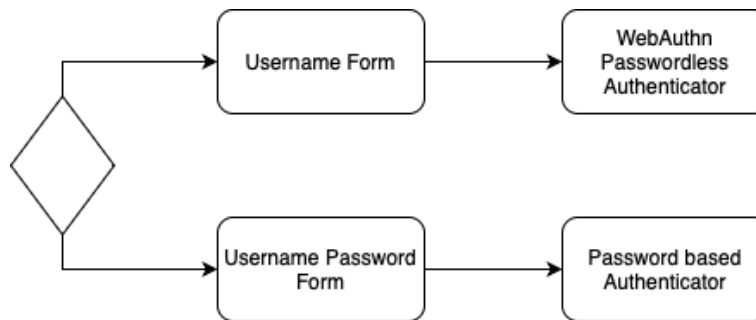 Username Form
WebAuthn
Passwordless
Authenticator
Username Password
Form
Password based
Authenticator